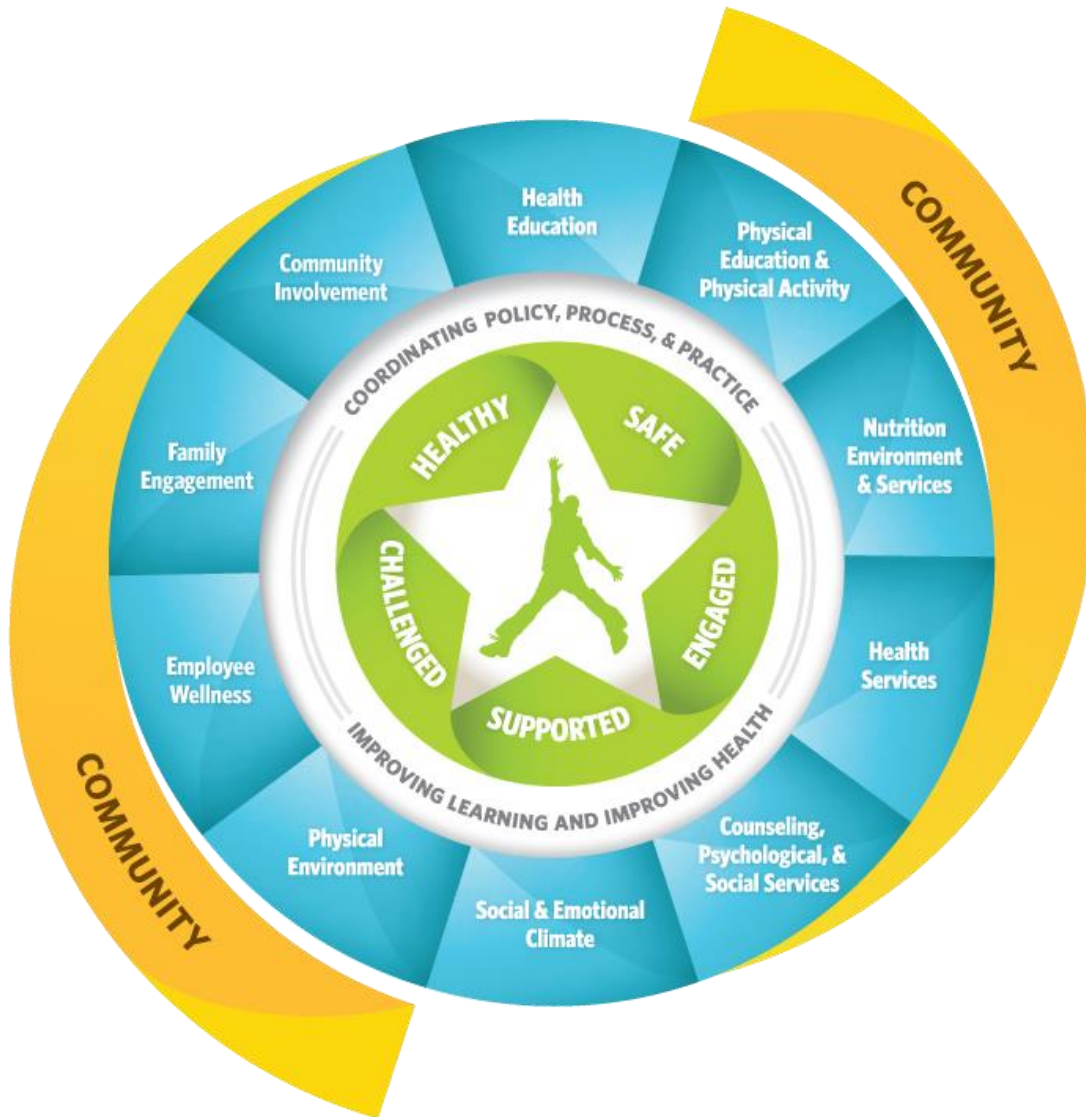 COMMUNITY
Health
Education
Physical
Education &
Physical Activity
Nutrition
Environment
& Services
Health
Services
Counseling,
Psychological, &
Social Services
Social & Emotional
Climate
Physical
Environment
Employee
Wellness
Family
Engagement
Community
Involvement
COORDINATING POLICY, PROCESS, & PRACTICE
IMPROVING LEARNING AND IMPROVING HEALTH
HEALTHY
SAFE
ENGAGED
SUPPORTED
CHALLENGED
COMMUNITY